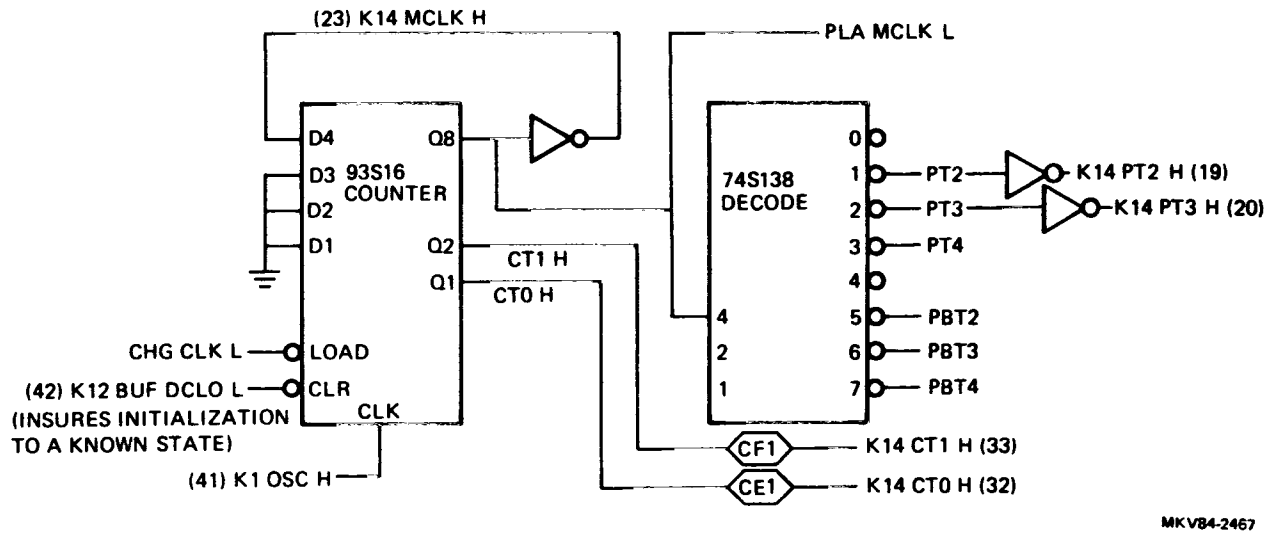 (23) K14 MCLK H
PLA MCLK L
D4
Q8
D3
93S16
COUNTER
D2
D1
Q2
Q1
CT1 H
CT0 H
CHG CLK L
LOAD
(42) K12 BUF DCLO L
CLR
(INSURES INITIALIZATION
TO A KNOWN STATE)
CLK
(41) K1 OSC H
74S138
DECODE
0
1
PT2
K14 PT2 H (19)
2
PT3
K14 PT3 H (20)
3
PT4
4
4
5
PBT2
2
6
PBT3
1
7
PBT4
CF1
K14 CT1 H (33)
CE1
K14 CT0 H (32)
MKV84-2467